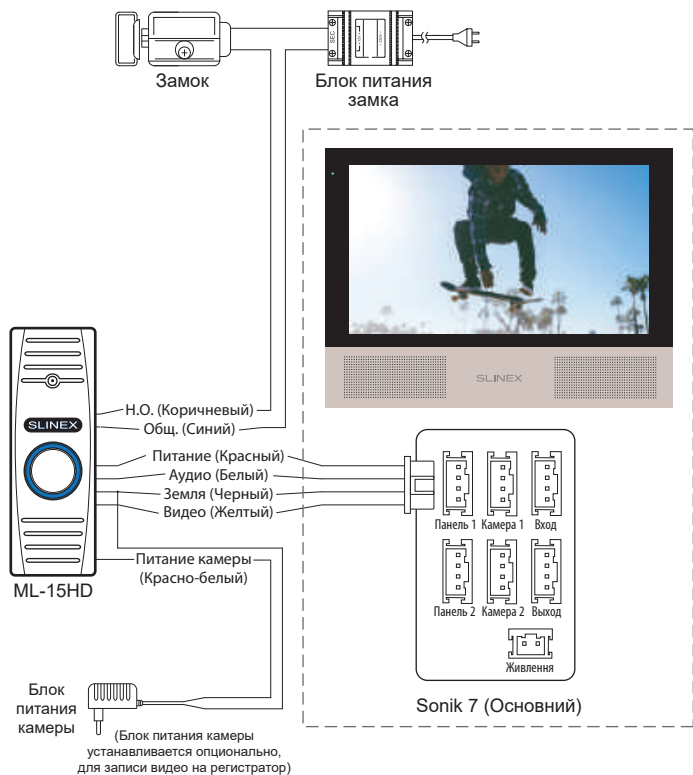 SEC
~220V~
Замок
Блок питания
замка
SLINEX
Н.О. (Коричневый)
SLINEX
Общ. (Синий)
Питание (Красный)
Аудио (Белый)
Земля (Черный)
Видео (Желтый)
Панель 1 Камера 1 Вход
Питание камеры
(Красно-белый)
ML-15HD
Панель 2 Камера 2 Выход
Живлення
Sonik 7 (Основний)
Блок
питания
камеры
(Блок питания камеры
устанавливается опционально,
для записи видео на регистратор)